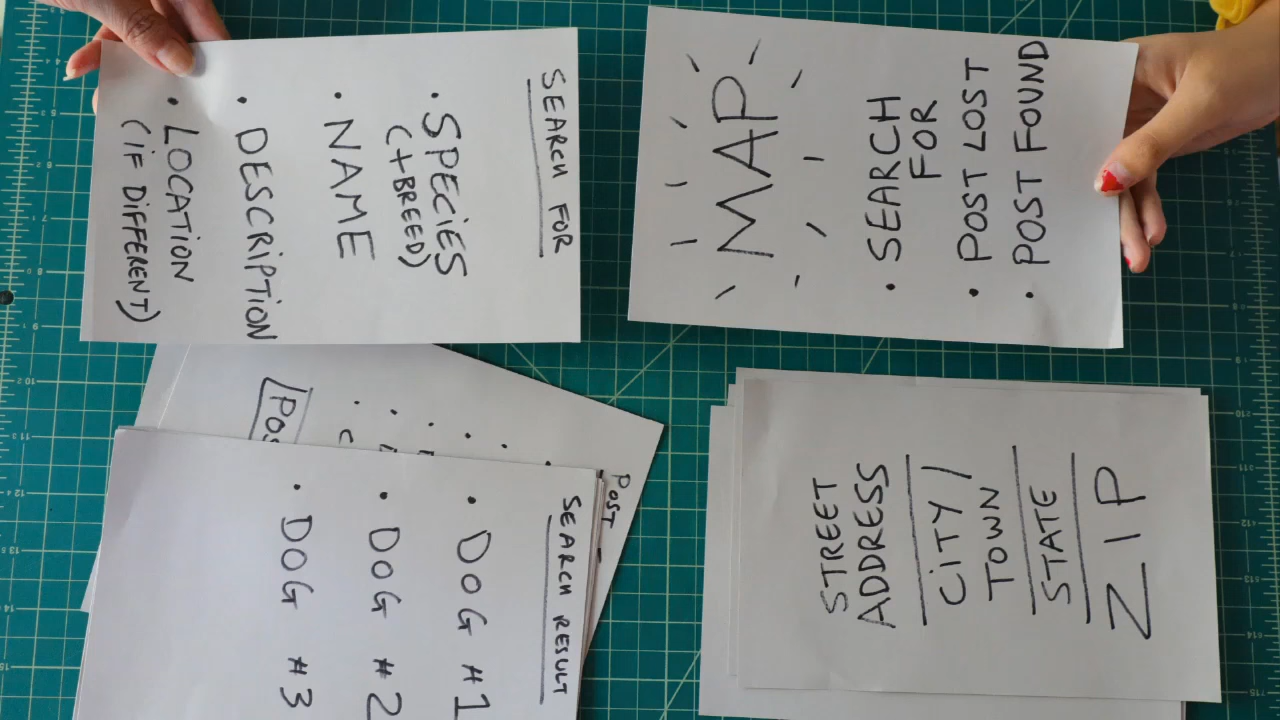 SEARCH FOR
• SPECIES
(+BREED)
• NAME
• DESCRIPTION
• LOCATION
(IF DIFFERENT)
MAP
• SEARCH
FOR
• POST LOST
• POST FOUND
POST
SEARCH RESULT
• DOG #1
• DOG #2
• DOG #3
STREET
ADDRESS
CITY/
TOWN
STATE
ZIP